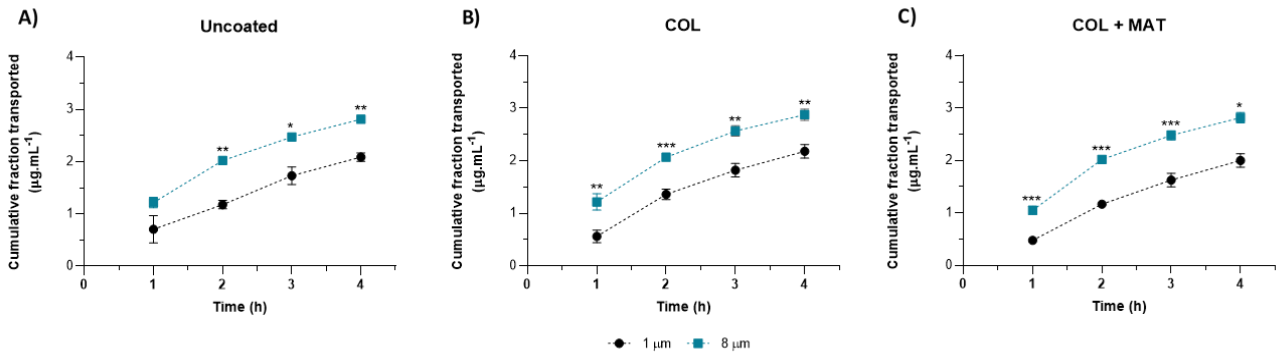 A)
Uncoated
Cumulative fraction transported
(μg.mL⁻¹)
4
3
2
1
0
**
*
**
0 1 2 3 4
Time (h)
B)
COL
Cumulative fraction transported
(μg.mL⁻¹)
4
3
2
1
0
**
***
**
**
0 1 2 3 4
Time (h)
C)
COL + MAT
Cumulative fraction transported
(μg.mL⁻¹)
4
3
2
1
0
***
***
***
*
0 1 2 3 4
Time (h)
1 μm 8 μm